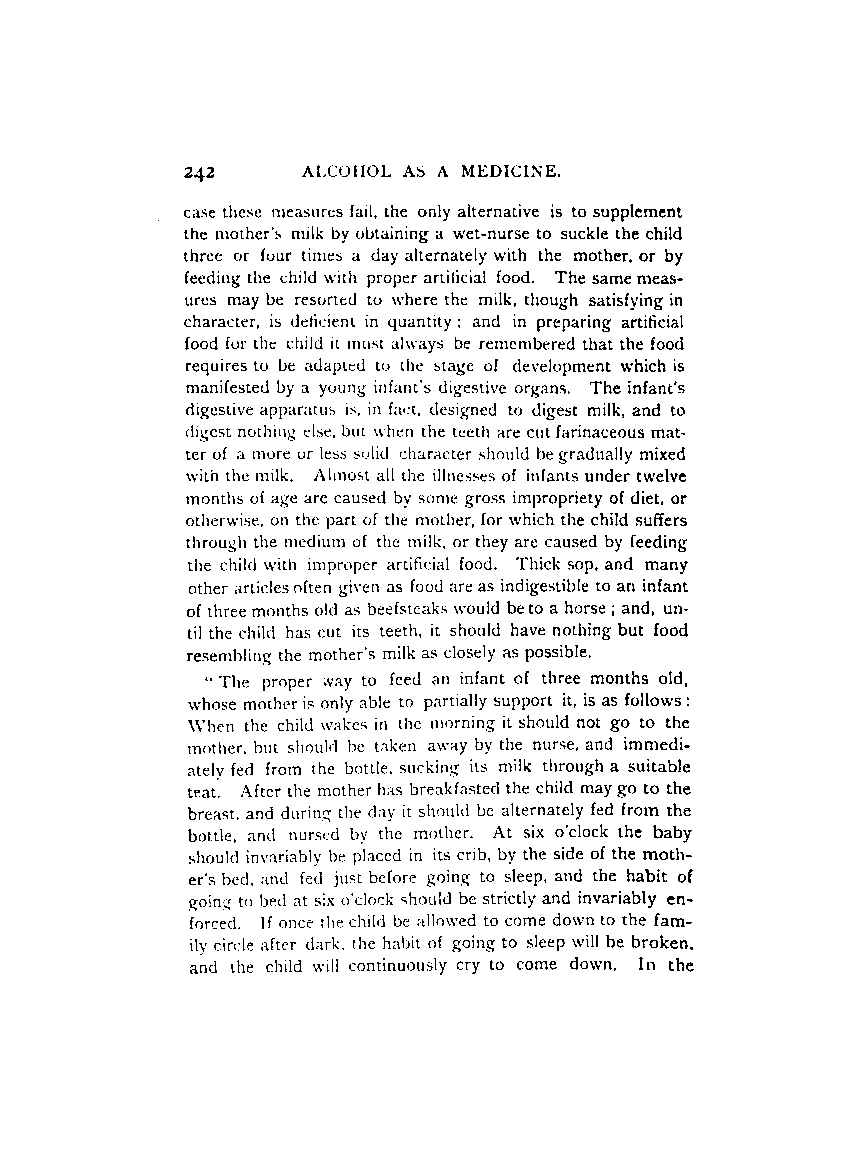 242 ALCOHOL AS A MEDICINE.
case these measures fail, the only alternative is to supplement
the mother's milk by obtaining a wet-nurse to suckle the child
three or four times a day alternately with the mother, or by
feeding the child with proper artificial food. The same meas-
ures may be resorted to where the milk, though satisfying in
character, is deficient in quantity; and in preparing artificial
food for the child it must always be remembered that the food
requires to be adapted to the stage of development which is
manifested by a young infant's digestive organs. The infant's
digestive apparatus is, in fact, designed to digest milk, and to
digest nothing else, but when the teeth are cut farinaceous mat-
ter of a more or less solid character should be gradually mixed
with the milk. Almost all the illnesses of infants under twelve
months of age are caused by some gross impropriety of diet, or
otherwise, on the part of the mother, for which the child suffers
through the medium of the milk, or they are caused by feeding
the child with improper artificial food. Thick sop, and many
other articles often given as food are as indigestible to an infant
of three months old as beefsteaks would be to a horse; and, un-
til the child has cut its teeth, it should have nothing but food
resembling the mother's milk as closely as possible.
"The proper way to feed an infant of three months old,
whose mother is only able to partially support it, is as follows:
When the child wakes in the morning it should not go to the
mother, but should be taken away by the nurse, and immedi-
ately fed from the bottle, sucking its milk through a suitable
teat. After the mother has breakfasted the child may go to the
breast, and during the day it should be alternately fed from the
bottle, and nursed by the mother. At six o'clock the baby
should invariably be placed in its crib, by the side of the moth-
er's bed, and fed just before going to sleep, and the habit of
going to bed at six o'clock should be strictly and invariably en-
forced. If once the child be allowed to come down to the fam-
ily circle after dark, the habit of going to sleep will be broken,
and the child will continuously cry to come down. In the